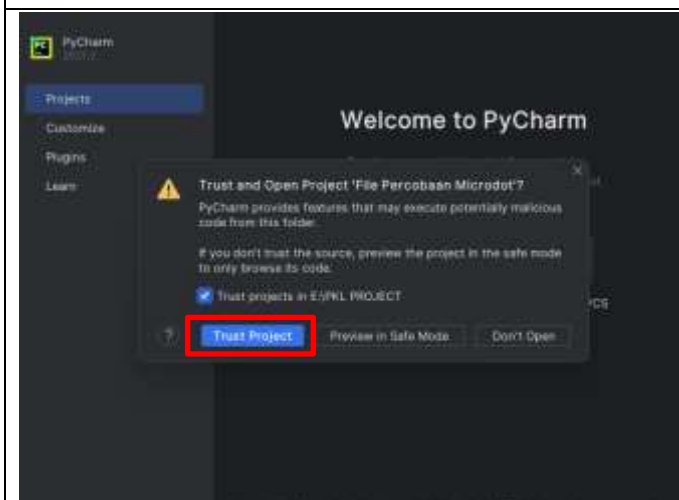 PyCharm
Projects
Customize
Plugins
Learn
Welcome to PyCharm
Trust and Open Project 'File Percobaan Microdot'?
PyCharm provides features that may execute potentially malicious
code from this folder.
If you don't trust the source, preview the project in the safe mode
to only browse its code.
Trust projects in E:\PKL PROJECT
?
Trust Project
Preview in Safe Mode
Don't Open